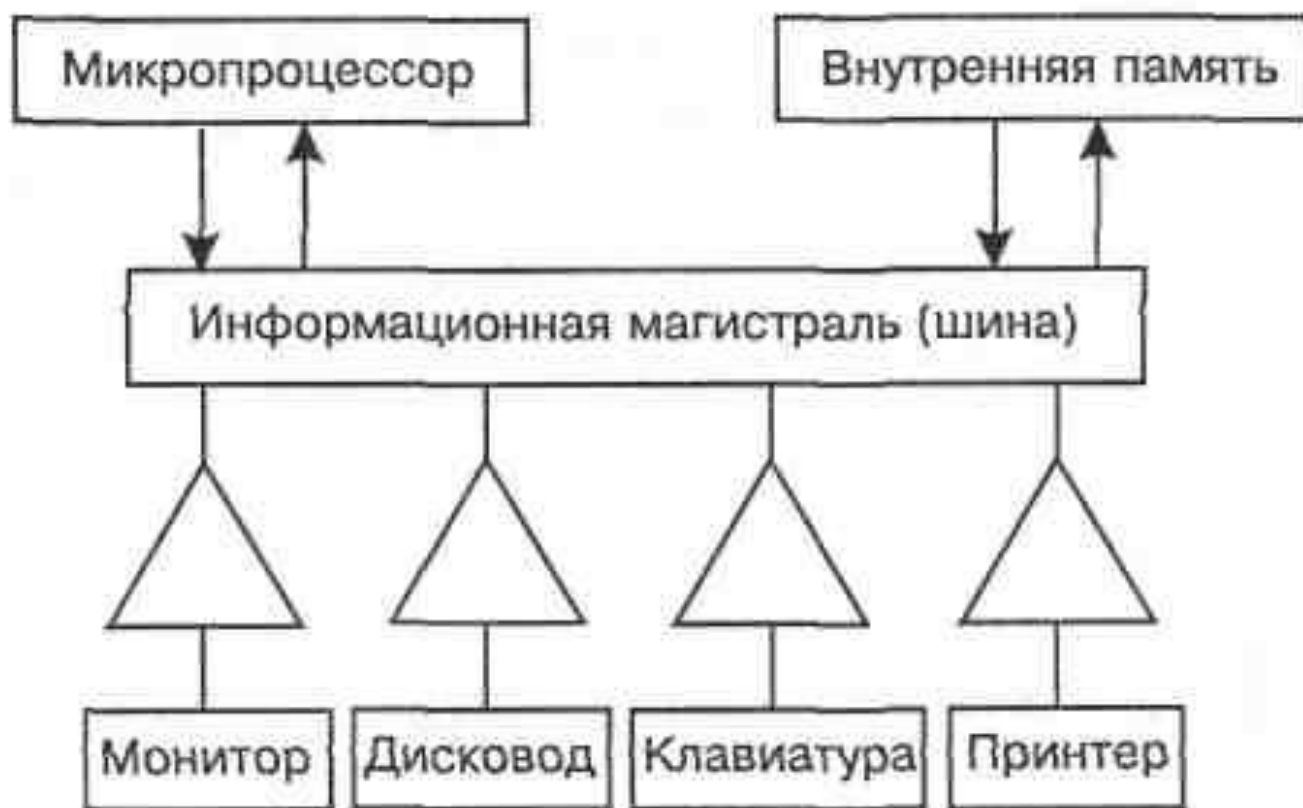 Микропроцессор
Внутренняя память
Информационная магистраль (шина)
Монитор
Дисковод
Клавиатура
Принтер